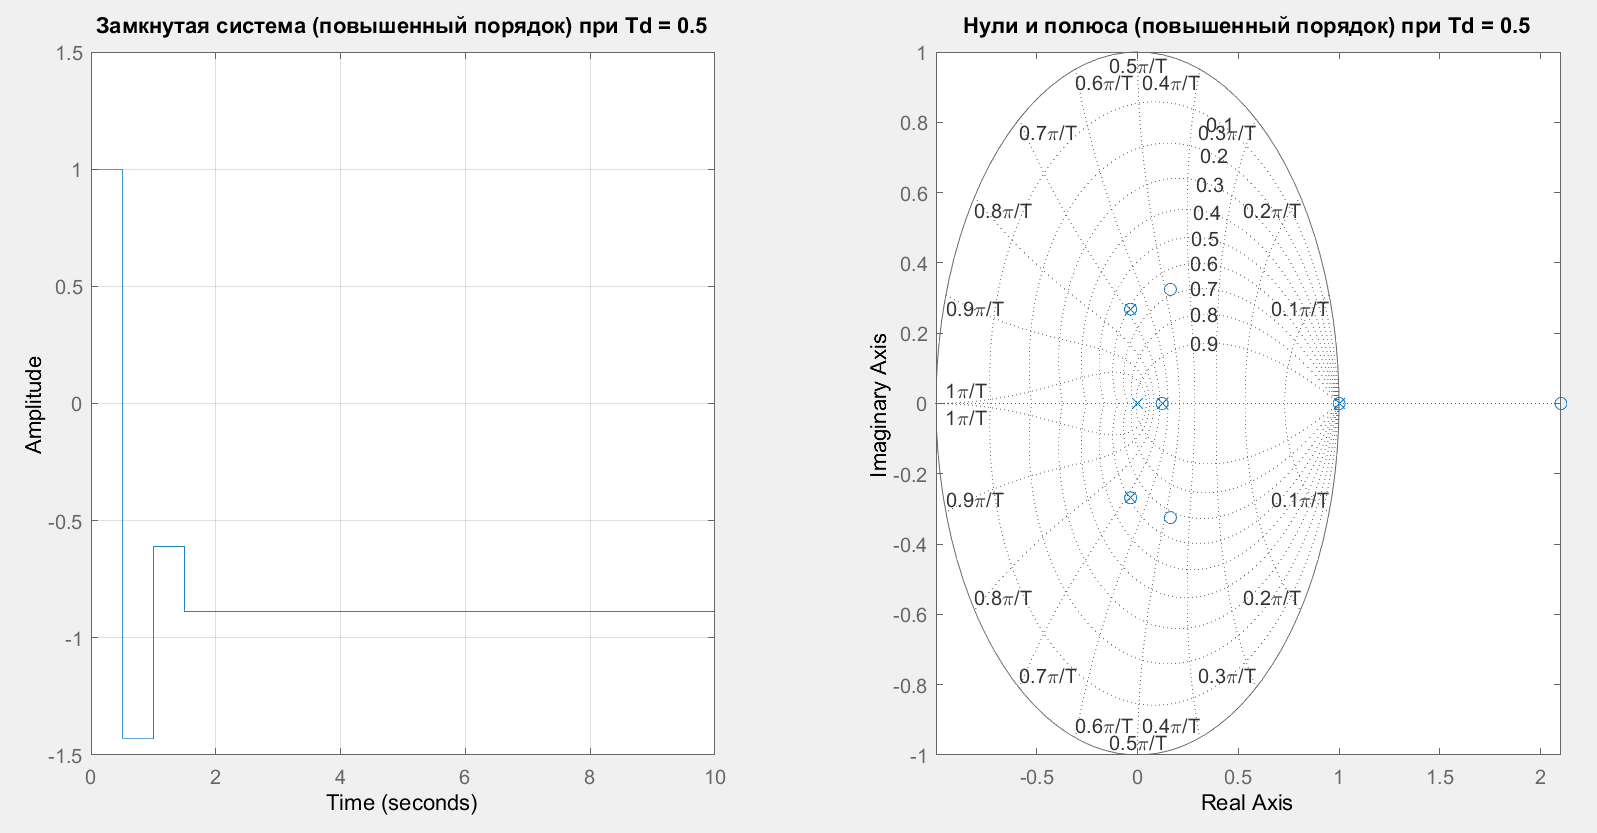 Замкнутая система (повышенный порядок) при Td = 0.5
1.5
1
0.5
0
-0.5
-1
-1.5
Amplitude
0
2
4
6
8
10
Time (seconds)
Нули и полюса (повышенный порядок) при Td = 0.5
1
0.8
0.6
0.4
0.2
0
-0.2
-0.4
-0.6
-0.8
-1
Imaginary Axis
0.5π/T
0.6π/T
0.4π/T
0.1
0.7π/T
0.3π/T
0.2
0.3
0.8π/T
0.4
0.2π/T
0.5
0.6
0.7
0.9π/T
0.8
0.1π/T
0.9
1π/T
1π/T
0.9π/T
0.1π/T
0.8π/T
0.2π/T
0.7π/T
0.3π/T
0.6π/T
0.4π/T
0.5π/T
-0.5
0
0.5
1
1.5
2
Real Axis